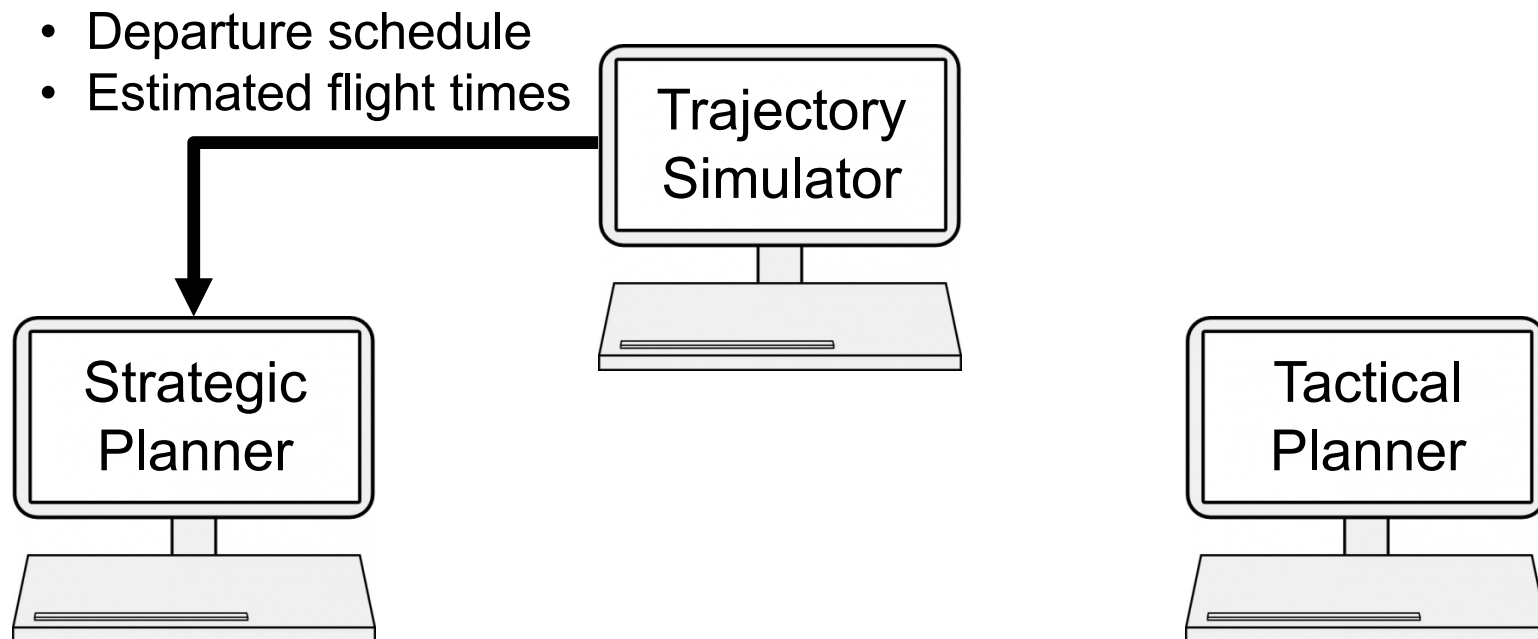 • Departure schedule
• Estimated flight times
Trajectory
Simulator
Strategic
Planner
Tactical
Planner